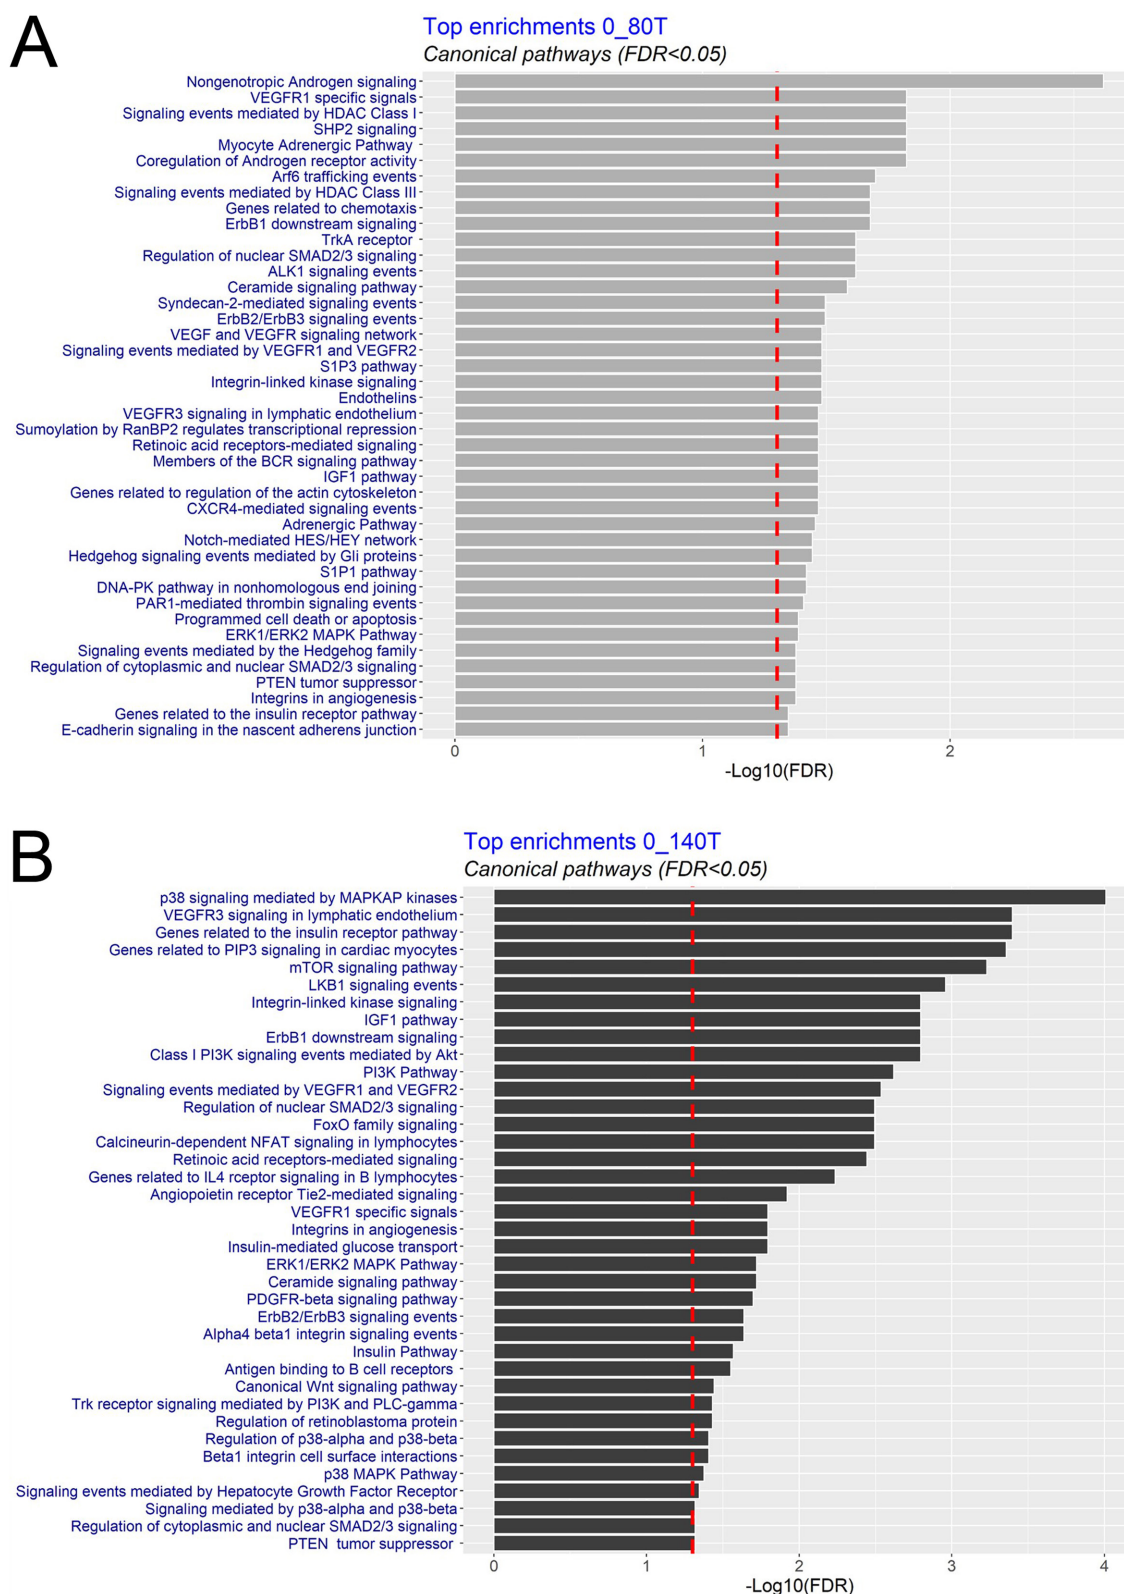 A
Top enrichments 0_80T
Canonical pathways (FDR<0.05)
Nongenotropic Androgen signaling
VEGFR1 specific signals
Signaling events mediated by HDAC Class I
SHP2 signaling
Myocyte Adrenergic Pathway
Coregulation of Androgen receptor activity
Arf6 trafficking events
Signaling events mediated by HDAC Class III
Genes related to chemotaxis
ErbB1 downstream signaling
TrkA receptor
Regulation of nuclear SMAD2/3 signaling
ALK1 signaling events
Ceramide signaling pathway
Syndecan-2-mediated signaling events
ErbB2/ErbB3 signaling events
VEGF and VEGFR signaling network
Signaling events mediated by VEGFR1 and VEGFR2
S1P3 pathway
Integrin-linked kinase signaling
Endothelins
VEGFR3 signaling in lymphatic endothelium
Sumoylation by RanBP2 regulates transcriptional repression
Retinoic acid receptors-mediated signaling
Members of the BCR signaling pathway
IGF1 pathway
Genes related to regulation of the actin cytoskeleton
CXCR4-mediated signaling events
Adrenergic Pathway
Notch-mediated HES/HEY network
Hedgehog signaling events mediated by Gli proteins
S1P1 pathway
DNA-PK pathway in nonhomologous end joining
PAR1-mediated thrombin signaling events
Programmed cell death or apoptosis
ERK1/ERK2 MAPK Pathway
Signaling events mediated by the Hedgehog family
Regulation of cytoplasmic and nuclear SMAD2/3 signaling
PTEN tumor suppressor
Integrins in angiogenesis
Genes related to the insulin receptor pathway
E-cadherin signaling in the nascent adherens junction
0 1 2
-Log10(FDR)
B
Top enrichments 0_140T
Canonical pathways (FDR<0.05)
p38 signaling mediated by MAPKAP kinases
VEGFR3 signaling in lymphatic endothelium
Genes related to the insulin receptor pathway
Genes related to PIP3 signaling in cardiac myocytes
mTOR signaling pathway
LKB1 signaling events
Integrin-linked kinase signaling
IGF1 pathway
ErbB1 downstream signaling
Class I PI3K signaling events mediated by Akt
PI3K Pathway
Signaling events mediated by VEGFR1 and VEGFR2
Regulation of nuclear SMAD2/3 signaling
FoxO family signaling
Calcineurin-dependent NFAT signaling in lymphocytes
Retinoic acid receptors-mediated signaling
Genes related to IL4 rceptor signaling in B lymphocytes
Angiopoietin receptor Tie2-mediated signaling
VEGFR1 specific signals
Integrins in angiogenesis
Insulin-mediated glucose transport
ERK1/ERK2 MAPK Pathway
Ceramide signaling pathway
PDGFR-beta signaling pathway
ErbB2/ErbB3 signaling events
Alpha4 beta1 integrin signaling events
Insulin Pathway
Antigen binding to B cell receptors
Canonical Wnt signaling pathway
Trk receptor signaling mediated by PI3K and PLC-gamma
Regulation of retinoblastoma protein
Regulation of p38-alpha and p38-beta
Beta1 integrin cell surface interactions
p38 MAPK Pathway
Signaling events mediated by Hepatocyte Growth Factor Receptor
Signaling mediated by p38-alpha and p38-beta
Regulation of cytoplasmic and nuclear SMAD2/3 signaling
PTEN tumor suppressor
0 1 2 3 4
-Log10(FDR)